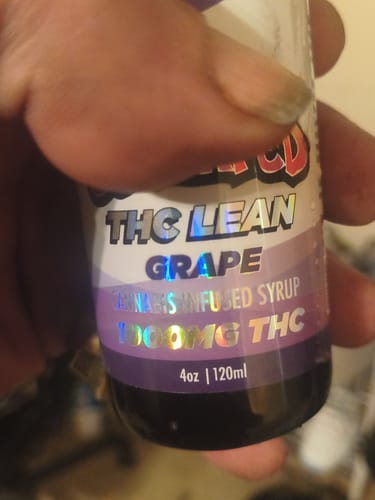 THC LEAN
GRAPE
CANNABIS INFUSED SYRUP
1000MG THC
4oz | 120ml